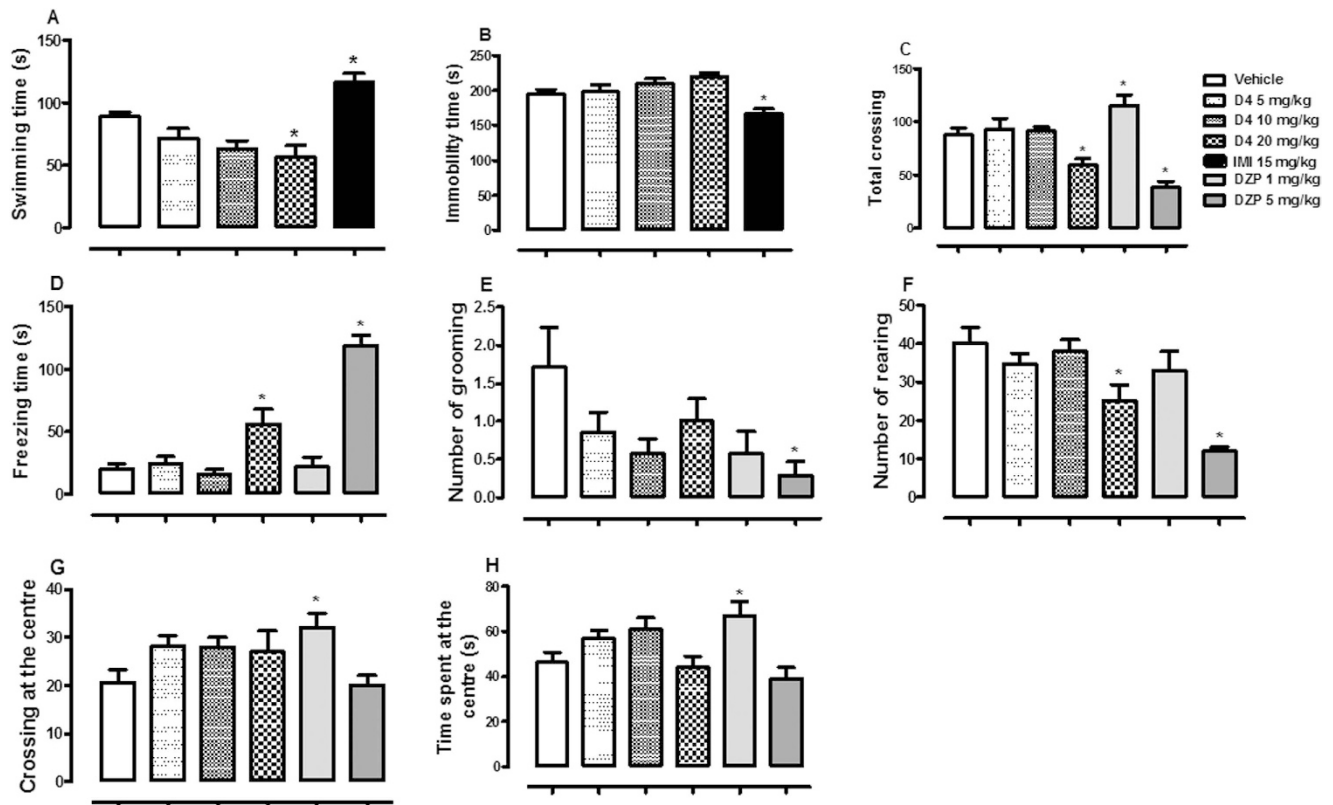 A
Swimming time (s)
150
100
50
0
*
*
B
Immobility time (s)
250
200
150
100
50
0
*
C
Total crossing
150
100
50
0
*
*
*
Vehicle
D4 5 mg/kg
D4 10 mg/kg
D4 20 mg/kg
IMI 15 mg/kg
DZP 1 mg/kg
DZP 5 mg/kg
D
Freezing time (s)
150
100
50
0
*
*
E
Number of grooming
2.5
2.0
1.5
1.0
0.5
0.0
*
F
Number of rearing
50
40
30
20
10
0
*
*
G
Crossing at the centre
40
30
20
10
0
*
H
Time spent at the
centre (s)
80
60
40
20
0
*